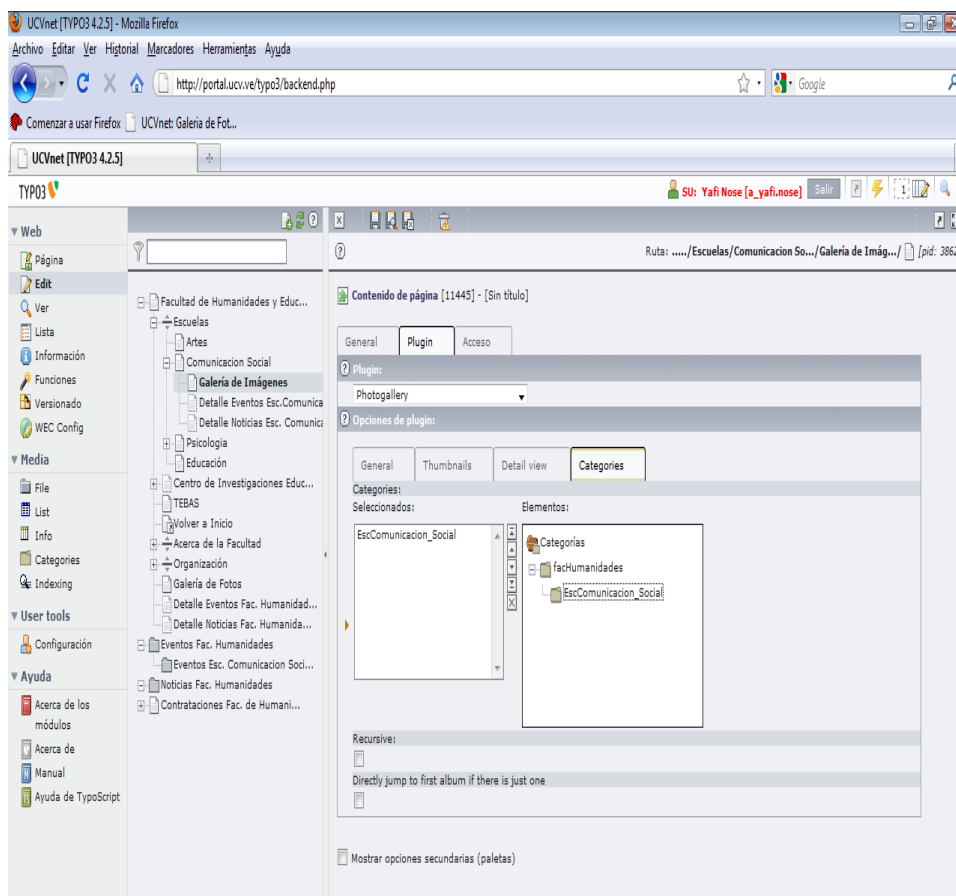 UCVnet [TYPO3 4.2.5] - Mozilla Firefox
Archivo Editar Ver Historial Marcadores Herramientas Ayuda
http://portal.ucv.ve/typo3/backend.php
Google
Comenzar a usar Firefox UCVnet: Galeria de Fot...
UCVnet [TYPO3 4.2.5]
TYPO3
SU: Yafi Nose [a_yafi.nose] Salir 1
Web
Página
Edit
Ver
Lista
Información
Funciones
Versionado
WEC Config
Media
File
List
Info
Categories
Indexing
User tools
Configuración
Ayuda
Acerca de los
módulos
Acerca de
Manual
Ayuda de TypoScript
Facultad de Humanidades y Educ...
Escuelas
Artes
Comunicacion Social
Galería de Imágenes
Detalle Eventos Esc.Comunica
Detalle Noticias Esc. Comunica
Psicologia
Educación
Centro de Investigaciones Educ...
TEBAS
Volver a Inicio
Acerca de la Facultad
Organización
Galería de Fotos
Detalle Eventos Fac. Humanidad...
Detalle Noticias Fac. Humanida...
Eventos Fac. Humanidades
Eventos Esc. Comunicacion Soci...
Noticias Fac. Humanidades
Contrataciones Fac. de Humani...
Ruta: ...../Escuelas/Comunicacion So.../Galería de Imág.../ [pid: 3862
Contenido de página [11445] - [Sin título]
General Plugin Acceso
Plugin:
Photogallery
Opciones de plugin:
General Thumbnails Detail view Categories
Categories:
Seleccionados: Elementos:
EscComunicacion_Social
Categorías
facHumanidades
EscComunicacion_Social
Recursive:
Directly jump to first album if there is just one
Mostrar opciones secundarias (paletas)